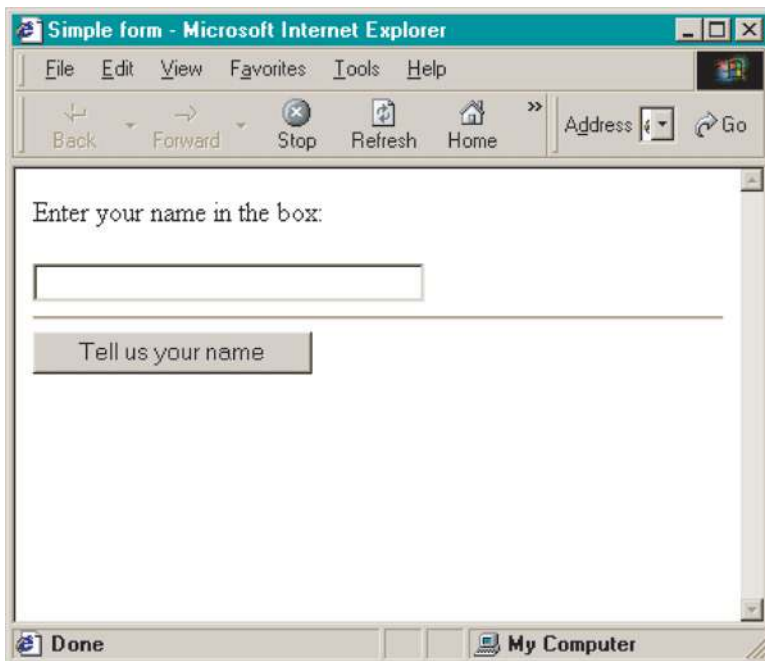 Simple form - Microsoft Internet Explorer
File Edit View Favorites Tools Help
Back Forward Stop Refresh Home » Address Go
Enter your name in the box:
Tell us your name
Done My Computer